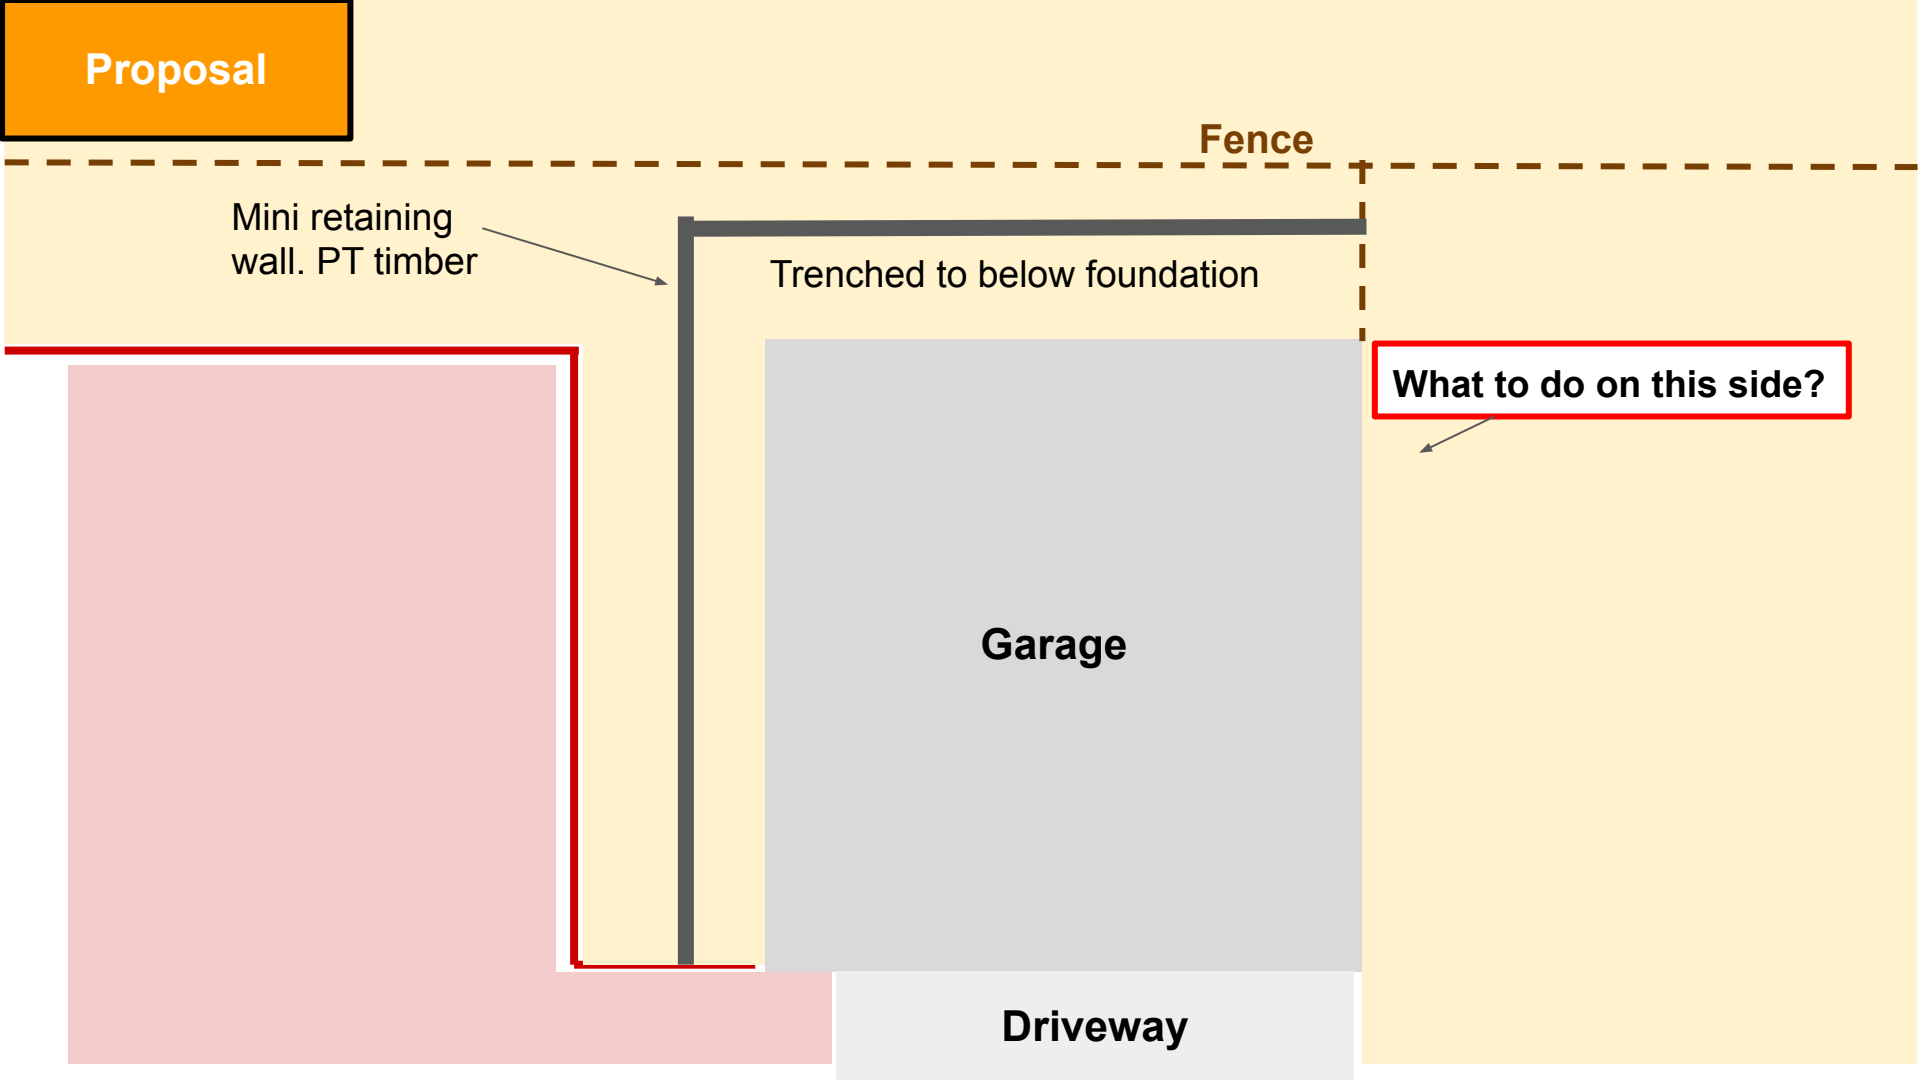 Proposal
Fence
Mini retaining
wall. PT timber
Trenched to below foundation
What to do on this side?
Garage
Driveway